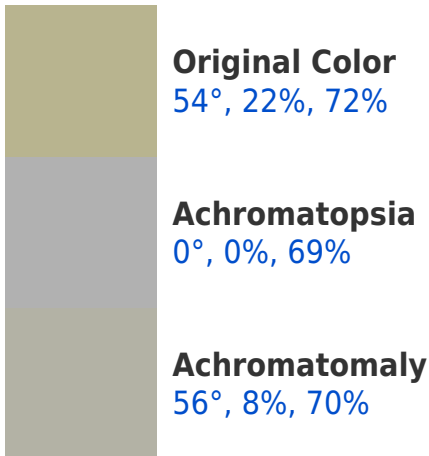 Original Color
54°, 22%, 72%
Achromatopsia
0°, 0%, 69%
Achromatomaly
56°, 8%, 70%